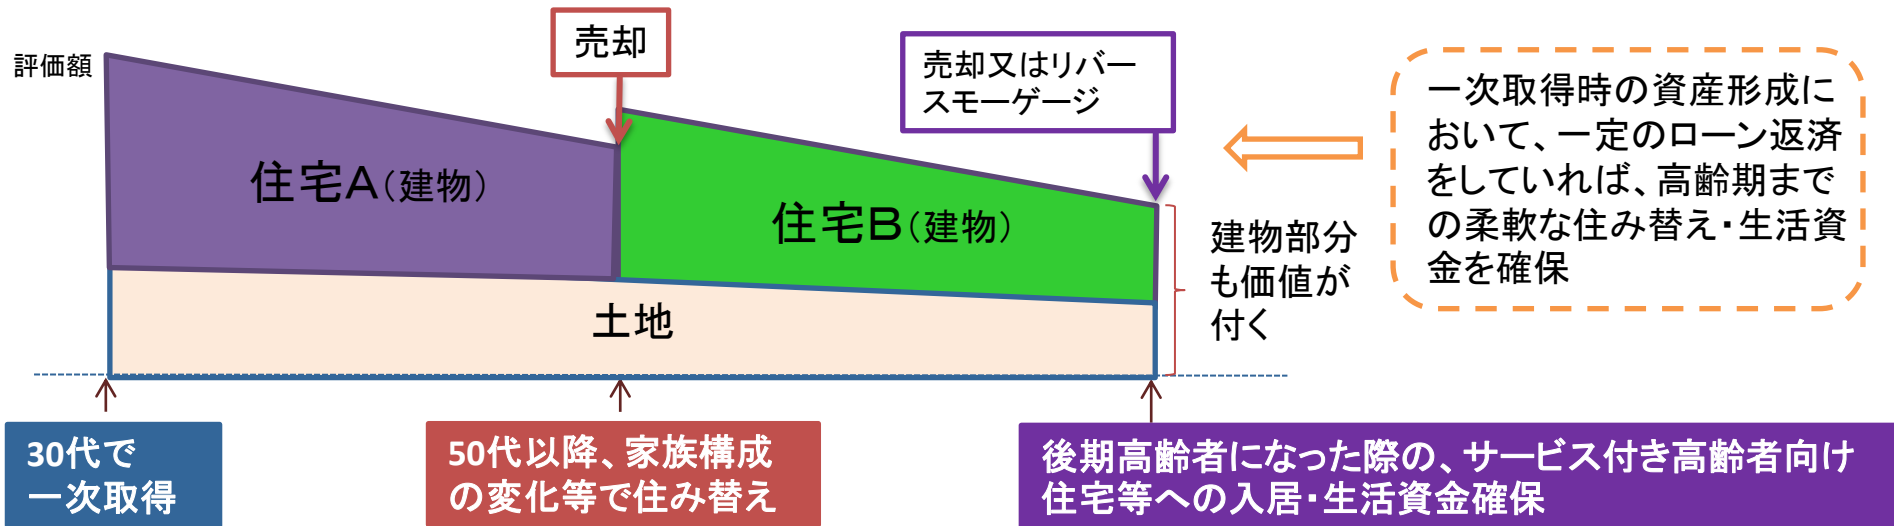 評価額
売却
売却又はリバー
スモーゲージ
一次取得時の資産形成に
おいて、一定のローン返済
をしていれば、高齢期まで
の柔軟な住み替え・生活資
金を確保
住宅A（建物）
住宅B（建物）
建物部分
も価値が
付く
土地
30代で
一次取得
50代以降、家族構成
の変化等で住み替え
後期高齢者になった際の、サービス付き高齢者向け
住宅等への入居・生活資金確保